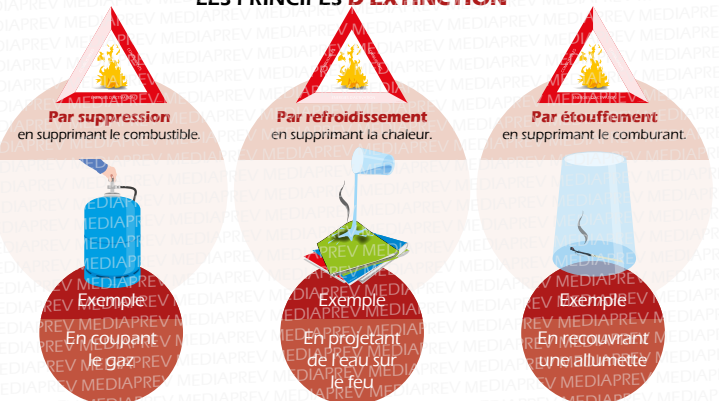 LES PRINCIPES D'EXTINCTION
Par suppression
en supprimant le combustible.
Par refroidissement
en supprimant la chaleur.
Par étouffement
en supprimant le comburant.
Exemple
En coupant
le gaz
Exemple
En projetant
de l'eau sur
le feu
Exemple
En recouvrant
une allumette
MEDIAPREV